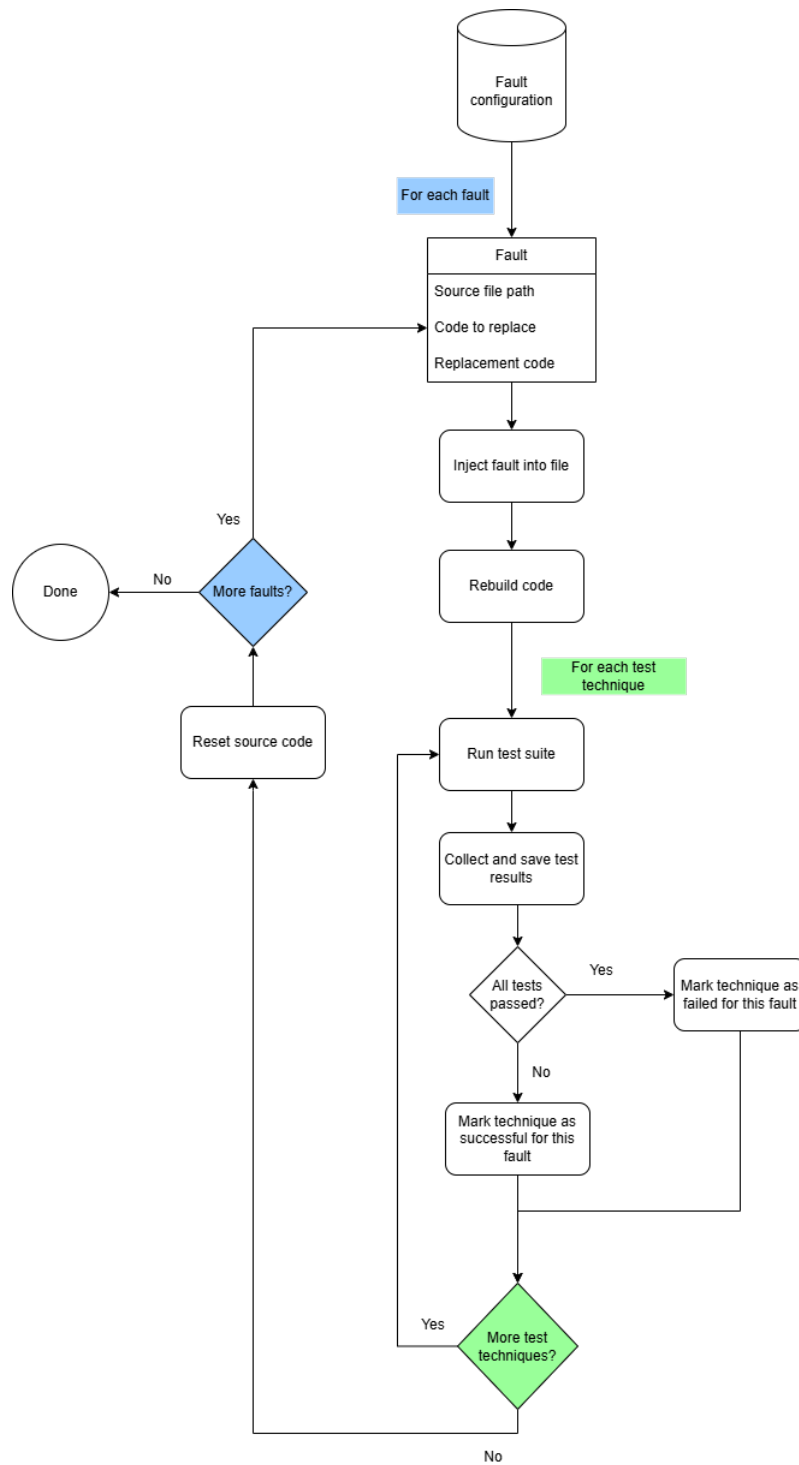 Fault
configuration
For each fault
Fault
Source file path
Code to replace
Replacement code
Inject fault into file
Yes
Rebuild code
No
Done
More faults?
For each test
technique
Reset source code
Run test suite
Collect and save test
results
All tests
passed?
Yes
Mark technique as
failed for this fault
No
Mark technique as
successful for this
fault
Yes
More test
techniques?
No